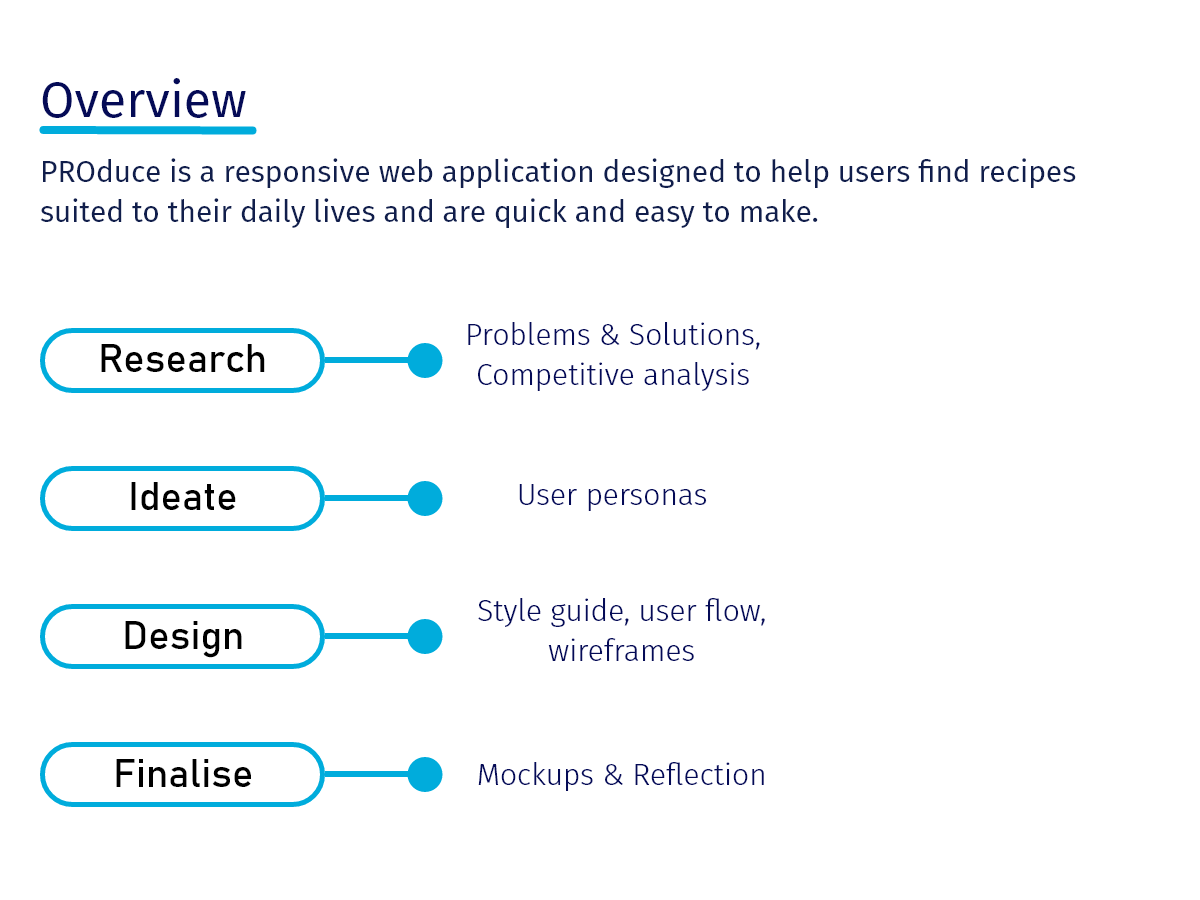 Overview
PROduce is a responsive web application designed to help users find recipes
suited to their daily lives and are quick and easy to make.
Research
Problems & Solutions,
Competitive analysis
Ideate
User personas
Design
Style guide, user flow,
wireframes
Finalise
Mockups & Reflection